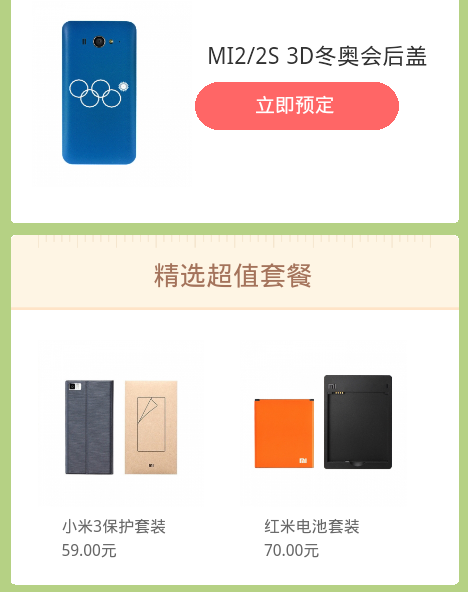 MI2/2S 3D冬奥会后盖
立即预定
精选超值套餐
小米3保护套装
59.00元
红米电池套装
70.00元